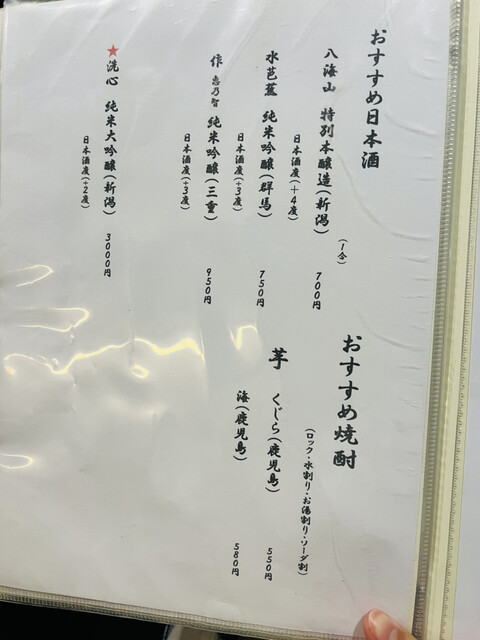 おすすめ日本酒
(1合)
八海山 特別本醸造(新潟) 700円
日本酒度(+4度)
水芭蕉 純米吟醸(群馬) 750円
日本酒度(+3度)
作 恵乃智 純米吟醸(三重) 950円
日本酒度(+3度)
★洗心 純米大吟醸(新潟) 3000円
日本酒度(+2度)
おすすめ焼酎
(ロック・水割り・お湯割り・ソーダ割)
芋 くじら(鹿児島) 550円
海(鹿児島) 580円